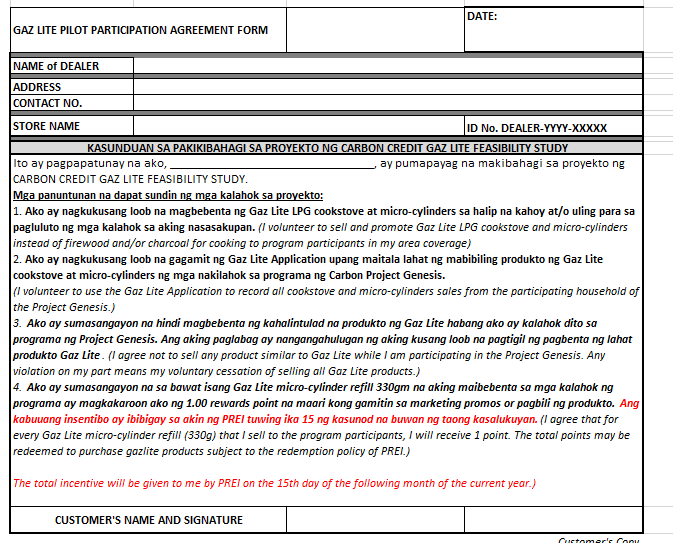 GAZ LITE PILOT PARTICIPATION AGREEMENT FORM
DATE:
NAME of DEALER
ADDRESS
CONTACT NO.
STORE NAME
ID No. DEALER-YYYY-XXXXX
KASUNDUAN SA PAKIKIBAHAGI SA PROYEKTO NG CARBON CREDIT GAZ LITE FEASIBILITY STUDY
Ito ay pagpapatunay na ako, ________________________________, ay pumapayag na makibahagi sa proyekto ng
CARBON CREDIT GAZ LITE FEASIBILITY STUDY.
Mga panuntunan na dapat sundin ng mga kalahok sa proyekto:
1. Ako ay nagkukusang loob na magbebenta ng Gaz Lite LPG cookstove at micro-cylinders sa halip na kahoy at/o uling para sa
pagluluto ng mga kalahok sa aking nasasakupan. (I volunteer to sell and promote Gaz Lite LPG cookstove and micro-cylinders
instead of firewood and/or charcoal for cooking to program participants in my area coverage)
2. Ako ay nagkukusang loob na gagamit ng Gaz Lite Application upang maitala lahat ng mabibiling produkto ng Gaz Lite
cookstove at micro-cylinders ng mga nakilahok sa programa ng Carbon Project Genesis.
(I volunteer to use the Gaz Lite Application to record all cookstove and micro-cylinders sales from the participating household of
the Project Genesis.)
3. Ako ay sumasangayon na hindi magbebenta ng kahalintulad na produkto ng Gaz Lite habang ako ay kalahok dito sa
programa ng Project Genesis. Ang aking paglabag ay nangangahulugan ng aking kusang loob na pagtigil ng pagbenta ng lahat
produkto Gaz Lite . (I agree not to sell any product similar to Gaz Lite while I am participating in the Project Genesis. Any
violation on my part means my voluntary cessation of selling all Gaz Lite products.)
4. Ako ay sumasangayon na sa bawat isang Gaz Lite micro-cylinder refill 330gm na aking maibebenta sa mga kalahok ng
programa ay magkakaroon ako ng 1.00 rewards point na maari kong gamitin sa marketing promos or pagbili ng produkto. Ang
kabuuang insentibo ay ibibigay sa akin ng PREI tuwing ika 15 ng kasunod na buwan ng taong kasalukuyan. (I agree that for
every Gaz Lite micro-cylinder refill (330g) that I sell to the program participants, I will receive 1 point. The total points may be
redeemed to purchase gazlite products subject to the redemption policy of PREI.)
The total incentive will be given to me by PREI on the 15th day of the following month of the current year.)
CUSTOMER'S NAME AND SIGNATURE
Customer's Copy